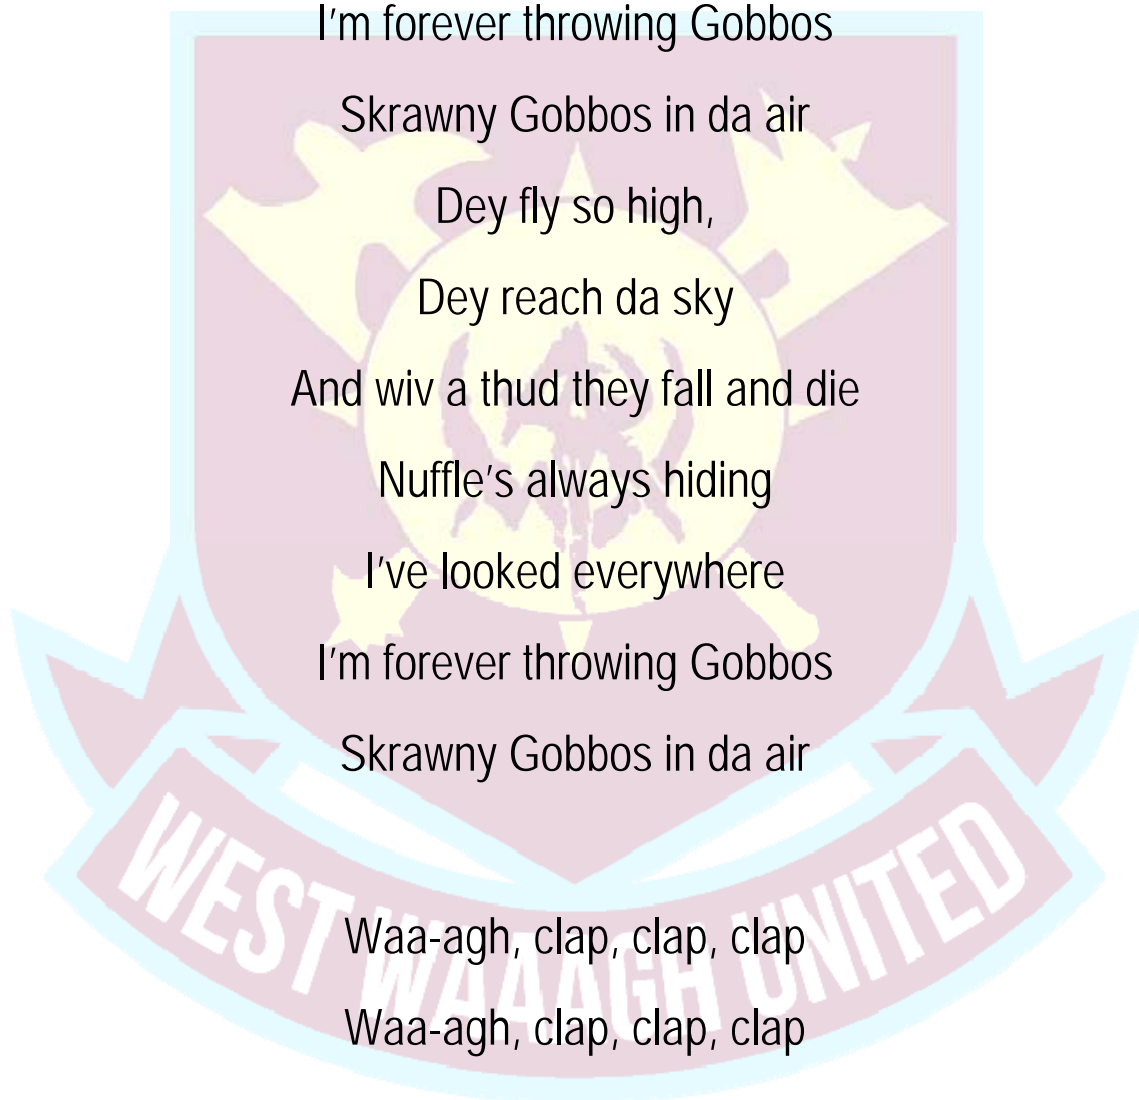 I'm forever throwing Gobbos
Skrawny Gobbos in da air
Dey fly so high,
Dey reach da sky
And wiv a thud they fall and die
Nuffle's always hiding
I've looked everywhere
I'm forever throwing Gobbos
Skrawny Gobbos in da air
WEST WAAAGH UNITED
Waa-agh, clap, clap, clap
Waa-agh, clap, clap, clap